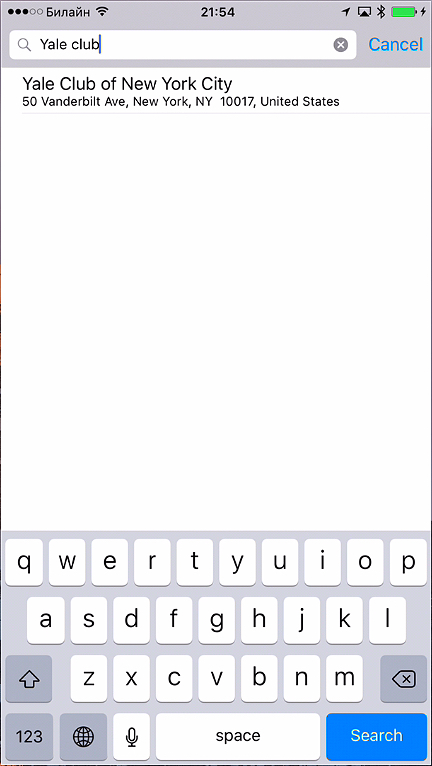 Билайн 21:54
Yale club Cancel
Yale Club of New York City
50 Vanderbilt Ave, New York, NY  10017, United States
q w e r t y u i o p
a s d f g h j k l
z x c v b n m
123 space Search